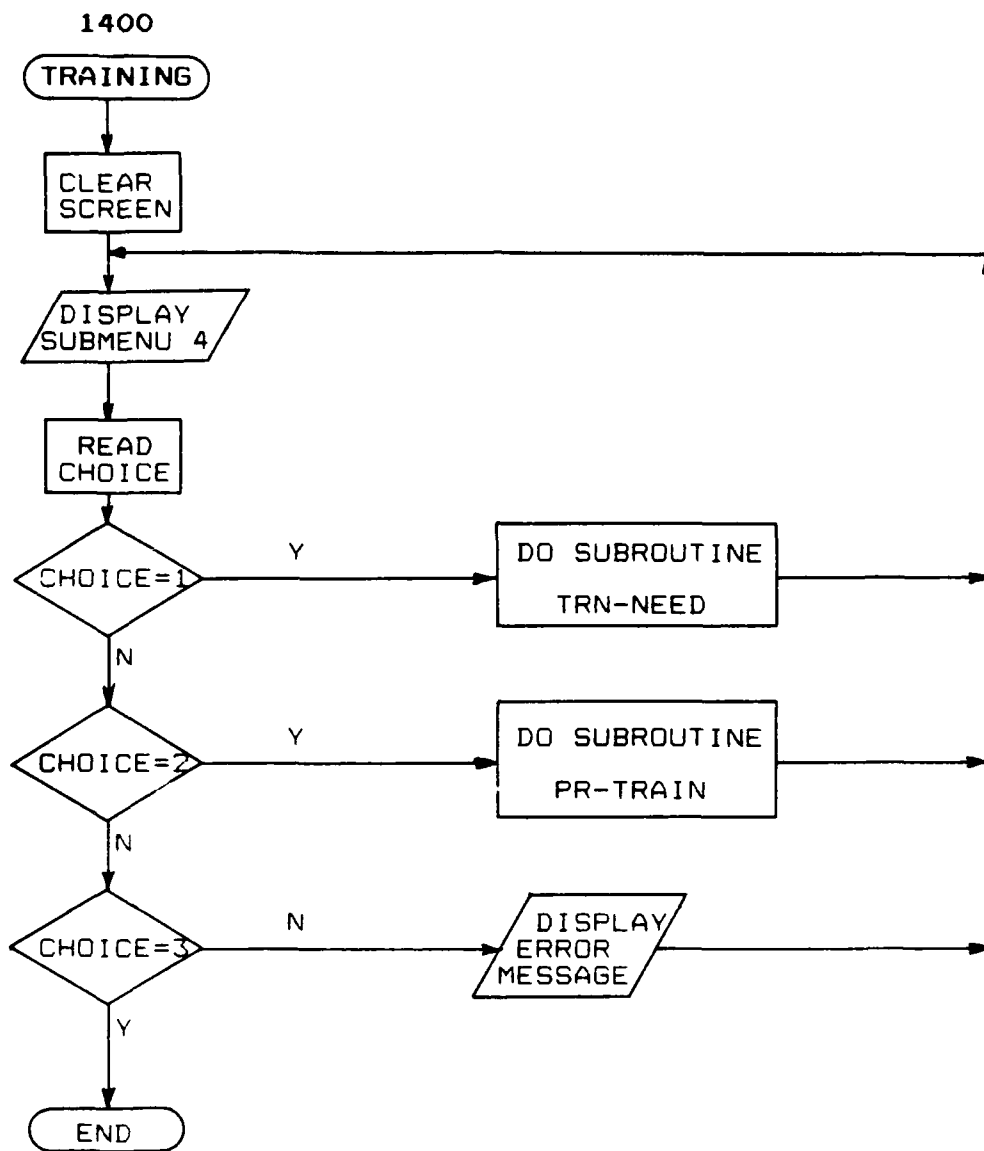 1400
TRAINING
CLEAR
SCREEN
DISPLAY
SUBMENU 4
READ
CHOICE
CHOICE=1
Y
DO SUBROUTINE
TRN-NEED
N
CHOICE=2
Y
DO SUBROUTINE
PR-TRAIN
N
CHOICE=3
N
DISPLAY
ERROR
MESSAGE
Y
END